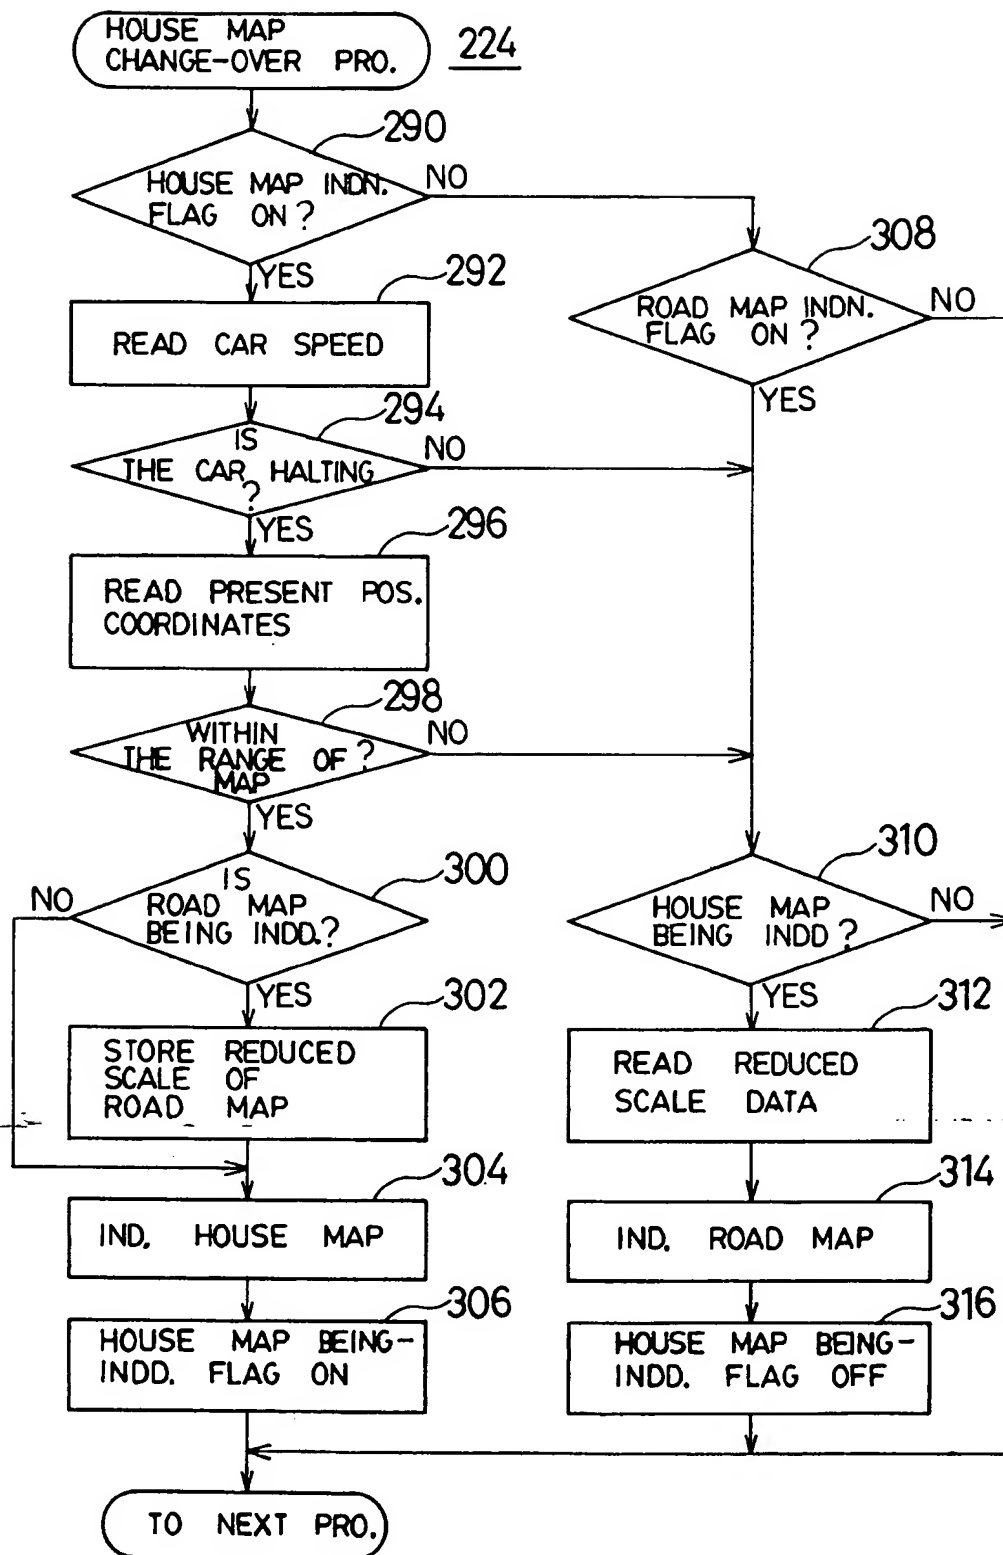 HOUSE MAP
CHANGE-OVER PRO.
224
290
HOUSE MAP INDN.
FLAG ON?
NO
YES
292
READ CAR SPEED
308
ROAD MAP INDN.
FLAG ON?
NO
YES
294
IS
THE CAR HALTING
?
NO
YES
296
READ PRESENT POS.
COORDINATES
298
WITHIN
THE RANGE OF?
MAP
NO
YES
300
IS
ROAD MAP
BEING INDD.?
NO
YES
310
HOUSE MAP
BEING INDD?
NO
YES
302
STORE REDUCED
SCALE OF
ROAD MAP
312
READ REDUCED
SCALE DATA
304
IND. HOUSE MAP
314
IND. ROAD MAP
306
HOUSE MAP BEING-
INDD. FLAG ON
316
HOUSE MAP BEING-
INDD. FLAG OFF
TO NEXT PRO.